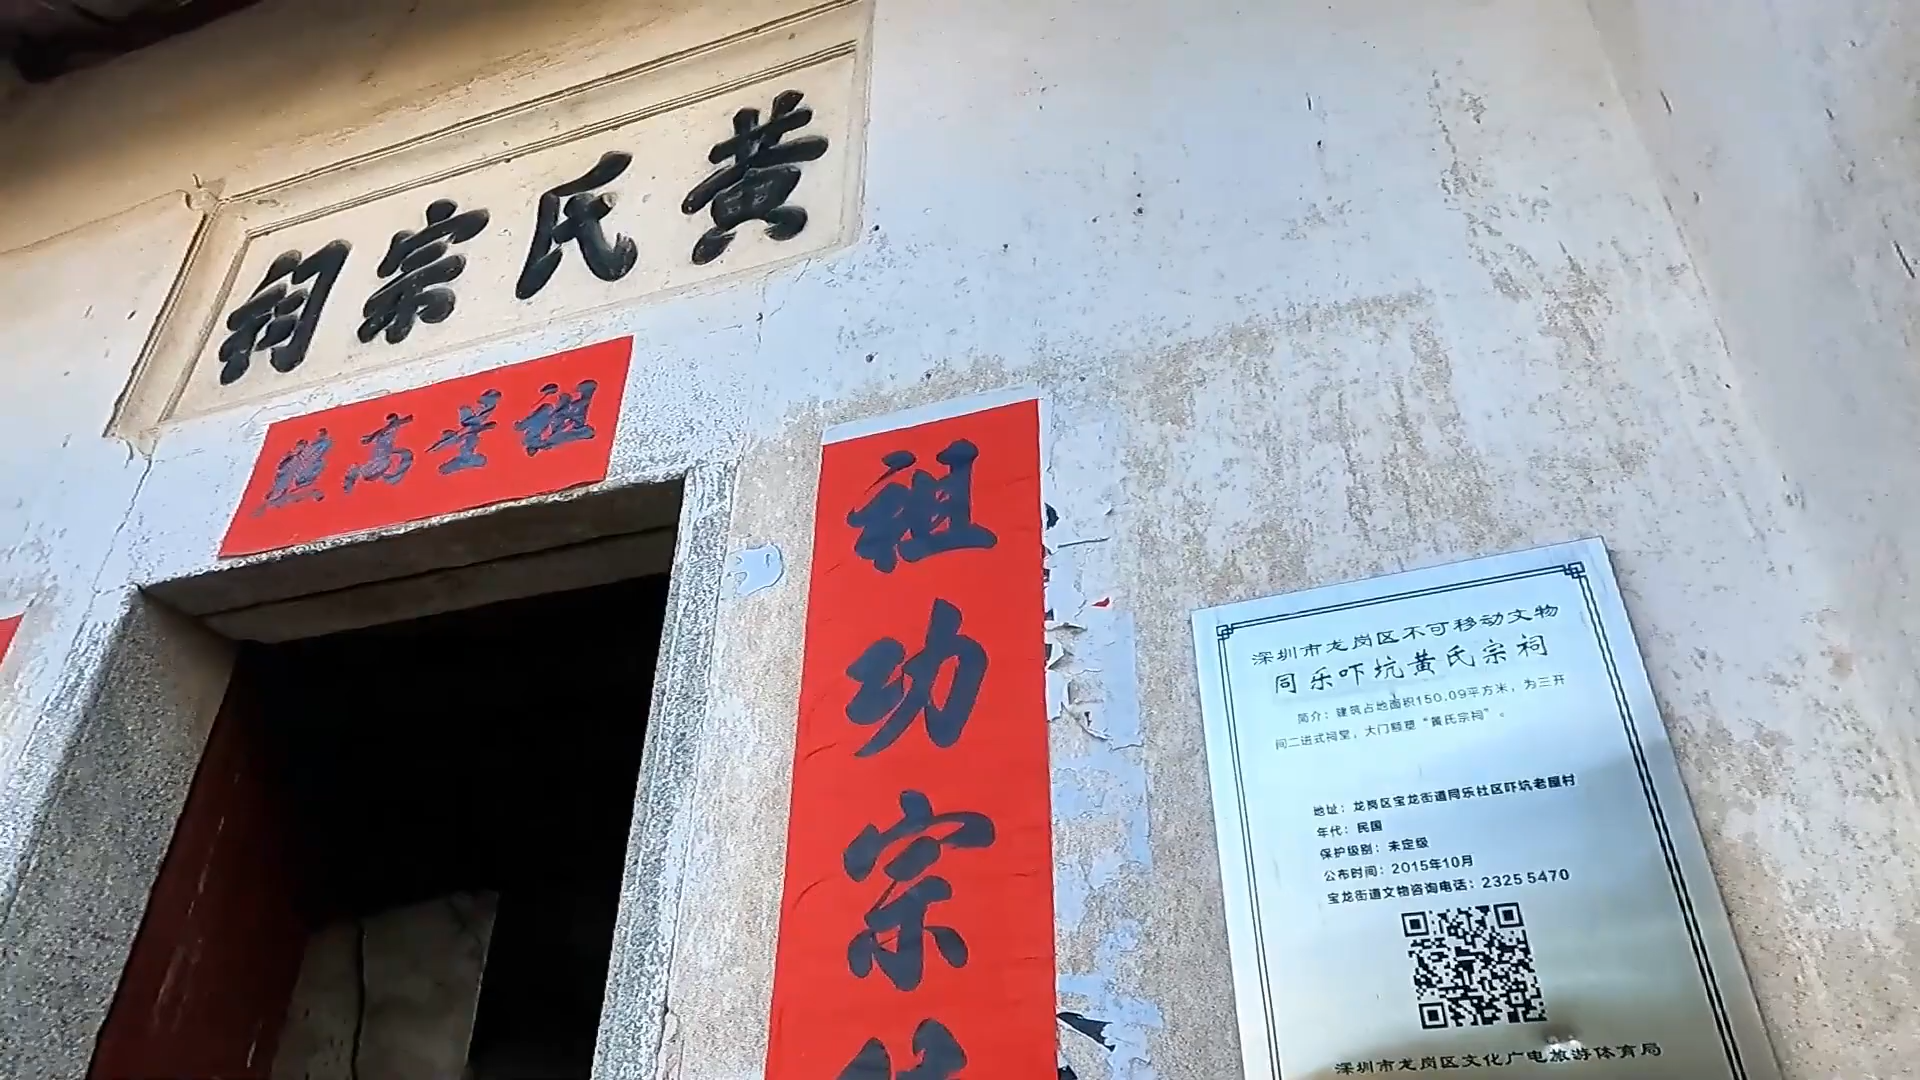 黄氏宗祠
祖星高照
祖功宗
深圳市龙岗区不可移动文物
同乐吓坑黄氏宗祠
简介：建筑占地面积150.09平方米，为三开
间二进式祠堂，大门额塑“黄氏宗祠”。
地址：龙岗区宝龙街道同乐社区吓坑老屋村
年代：民国
保护级别：未定级
公布时间：2015年10月
宝龙街道文物咨询电话：2325 5470
深圳市龙岗区文化广电旅游体育局